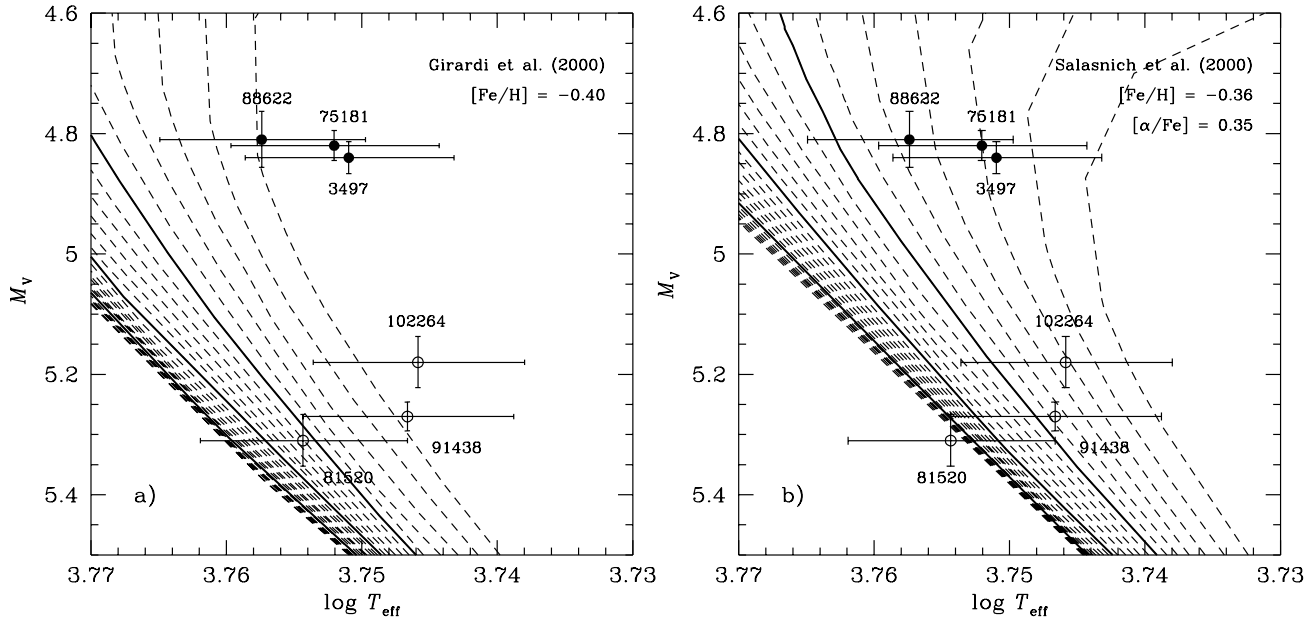 4.6
4.8
5
5.2
5.4
M_V
3.77
3.76
3.75
3.74
3.73
log T_eff
Girardi et al. (2000)
[Fe/H] = −0.40
88622
75181
3497
102264
91438
81520
a)
4.6
4.8
5
5.2
5.4
M_V
3.77
3.76
3.75
3.74
3.73
log T_eff
Salasnich et al. (2000)
[Fe/H] = −0.36
[α/Fe] = 0.35
88622
75181
3497
102264
91438
81520
b)